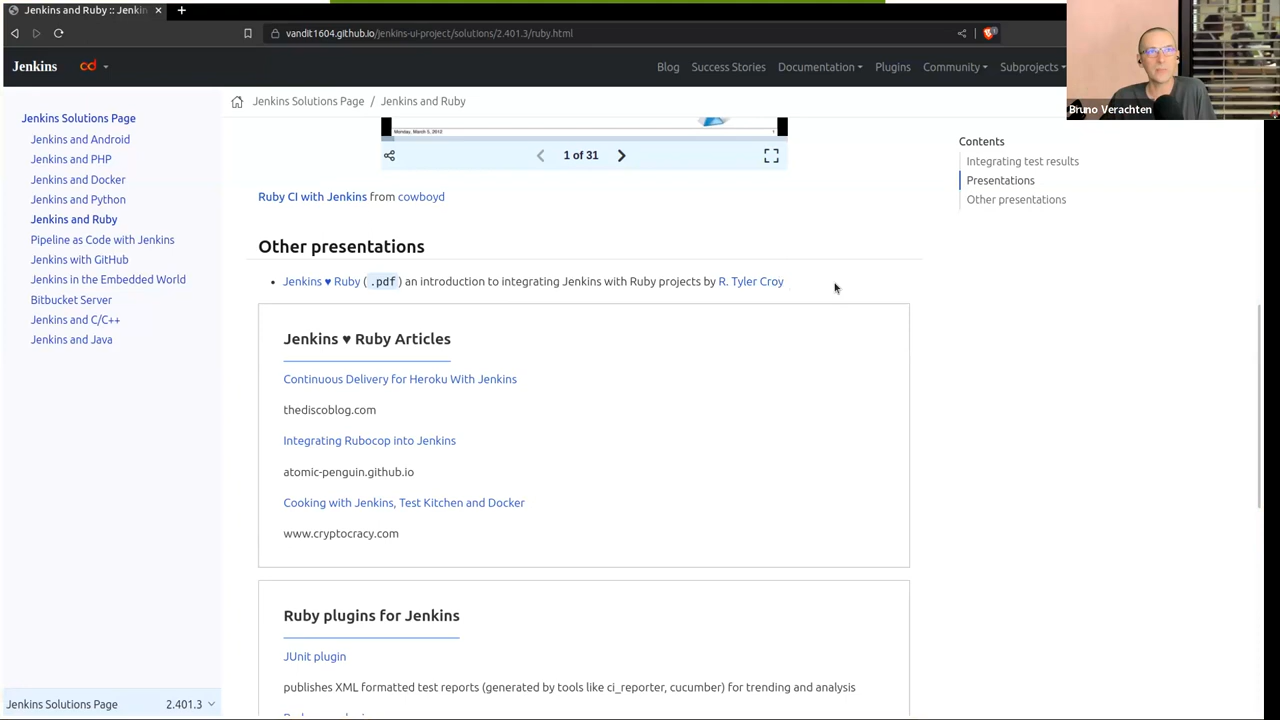 Jenkins and Ruby :: Jenkin
vandit1604.github.io/jenkins-ui-project/solutions/2.401.3/ruby.html
Jenkins
cd
Blog
Success Stories
Documentation
Plugins
Community
Subprojects
Bruno Verachten
Jenkins Solutions Page
Jenkins and Android
Jenkins and PHP
Jenkins and Docker
Jenkins and Python
Jenkins and Ruby
Pipeline as Code with Jenkins
Jenkins with GitHub
Jenkins in the Embedded World
Bitbucket Server
Jenkins and C/C++
Jenkins and Java
Jenkins Solutions Page 2.401.3
Jenkins Solutions Page / Jenkins and Ruby
Monday, March 5, 2012
1 of 31
Ruby CI with Jenkins from cowboyd
Other presentations
Jenkins ♥ Ruby (.pdf) an introduction to integrating Jenkins with Ruby projects by R. Tyler Croy
Jenkins ♥ Ruby Articles
Continuous Delivery for Heroku With Jenkins
thediscoblog.com
Integrating Rubocop into Jenkins
atomic-penguin.github.io
Cooking with Jenkins, Test Kitchen and Docker
www.cryptocracy.com
Ruby plugins for Jenkins
JUnit plugin
publishes XML formatted test reports (generated by tools like ci_reporter, cucumber) for trending and analysis
Contents
Integrating test results
Presentations
Other presentations